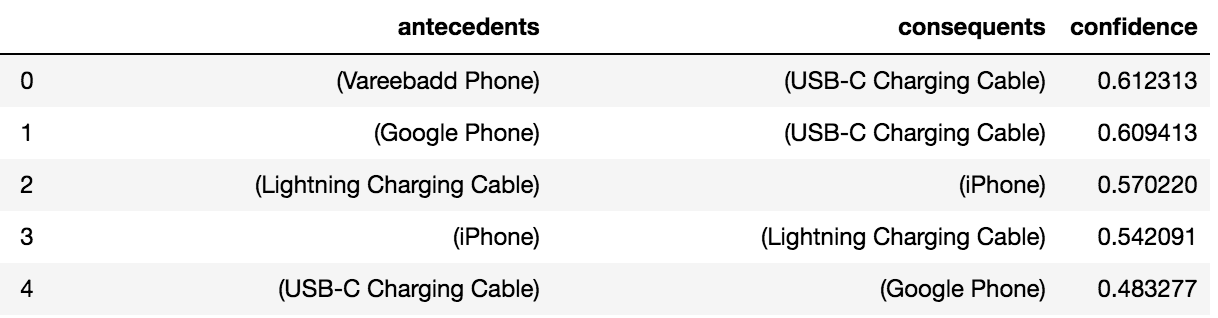 antecedents consequents confidence
0 (Vareebadd Phone) (USB-C Charging Cable) 0.612313
1 (Google Phone) (USB-C Charging Cable) 0.609413
2 (Lightning Charging Cable) (iPhone) 0.570220
3 (iPhone) (Lightning Charging Cable) 0.542091
4 (USB-C Charging Cable) (Google Phone) 0.483277